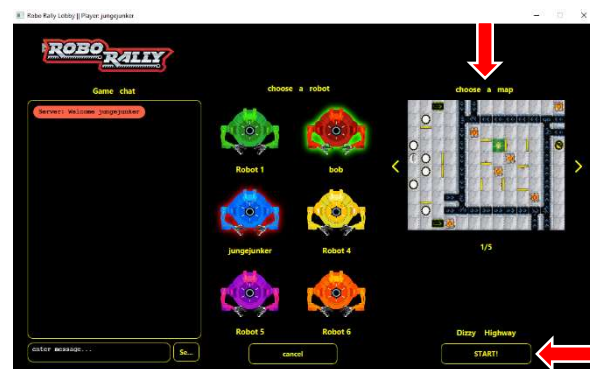 Robo Rally Lobby || Player: jungejunker
ROBO RALLY
Game chat
choose a robot
choose a map
Server: Welcome jungejunker
Robot 1
bob
jungejunker
Robot 4
1/5
Robot 5
Robot 6
Dizzy Highway
enter message...
Se...
cancel
START!